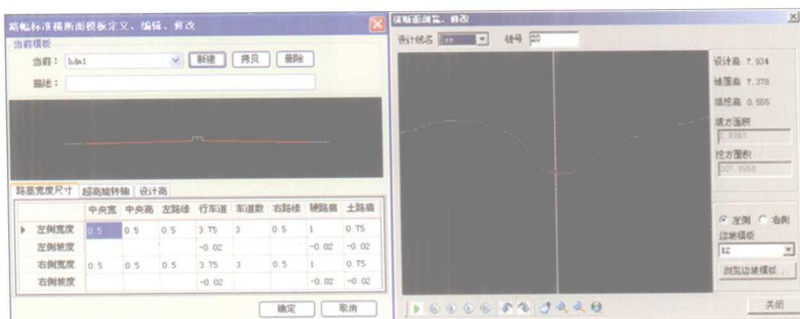 路幅标准横断面模板定义、编辑、修改
当前模板
当前： hdm1 新建 拷贝 删除
描述：
路基宽度尺寸 超高旋转轴 设计高
中央宽 中央高 左路缘 行车道 车道数 右路缘 硬路肩 土路肩
左侧宽度 0.5 0.5 0.5 3.75 3 0.5 1 0.75
左侧坡度 -0.02 -0.02 -0.02
右侧宽度 0.5 0.5 0.5 3.75 3 0.5 1 0.75
右侧坡度 -0.02 -0.02 -0.02
确定 取消
横断面浏览、修改
设计线名 桩号 20
设计高 7.934
地面高 7.378
填挖高 0.555
填方面积
挖方面积
左侧 右侧
边坡模板
浏览边坡模板...
关闭